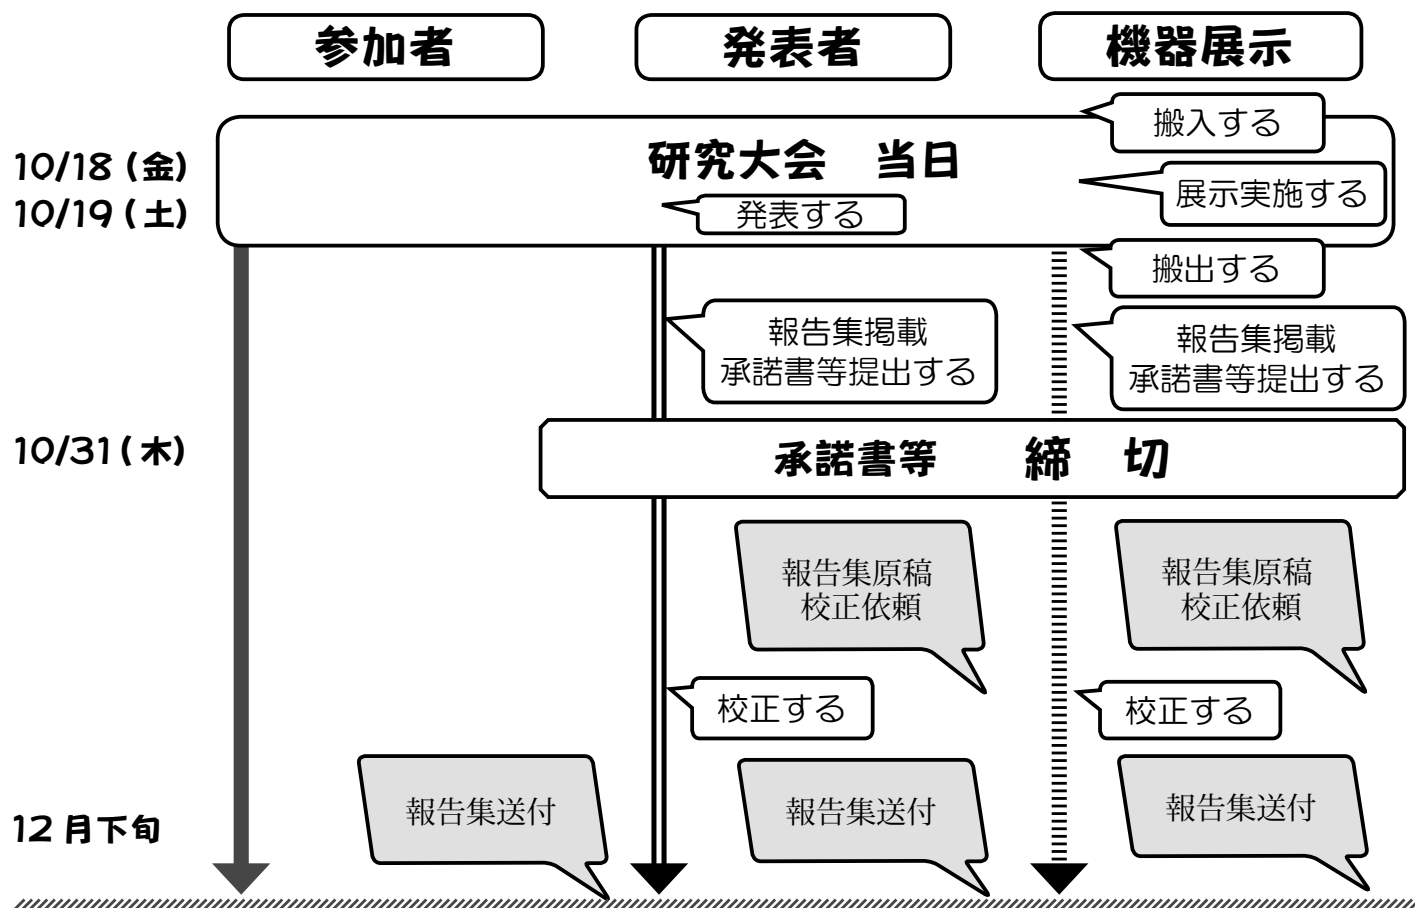 参加者
発表者
機器展示
搬入する
10/18 (金)
研究大会 当日
展示実施する
10/19 (土)
発表する
搬出する
報告集掲載
承諾書等提出する
報告集掲載
承諾書等提出する
10/31 (木)
承諾書等 締 切
報告集原稿
校正依頼
報告集原稿
校正依頼
校正する
校正する
12月下旬
報告集送付
報告集送付
報告集送付